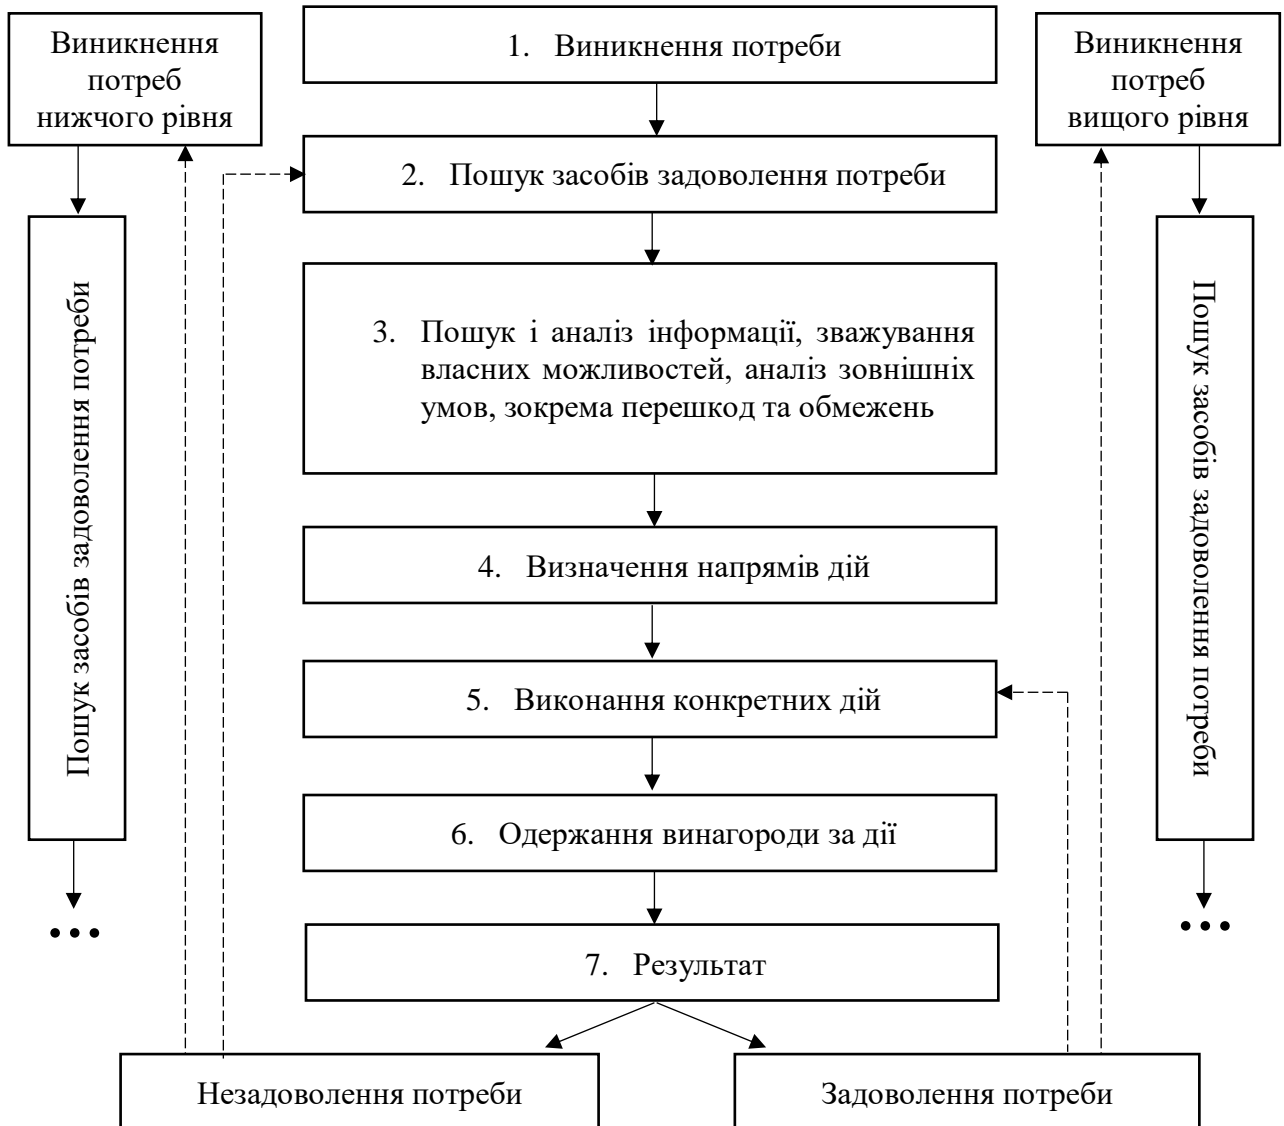 Виникнення
потреб
нижчого рівня
1. Виникнення потреби
Виникнення
потреб
вищого рівня
2. Пошук засобів задоволення потреби
Пошук засобів задоволення потреби
3. Пошук і аналіз інформації, зважування
власних можливостей, аналіз зовнішніх
умов, зокрема перешкод та обмежень
Пошук засобів задоволення потреби
4. Визначення напрямів дій
5. Виконання конкретних дій
6. Одержання винагороди за дії
...
...
7. Результат
Незадоволення потреби
Задоволення потреби